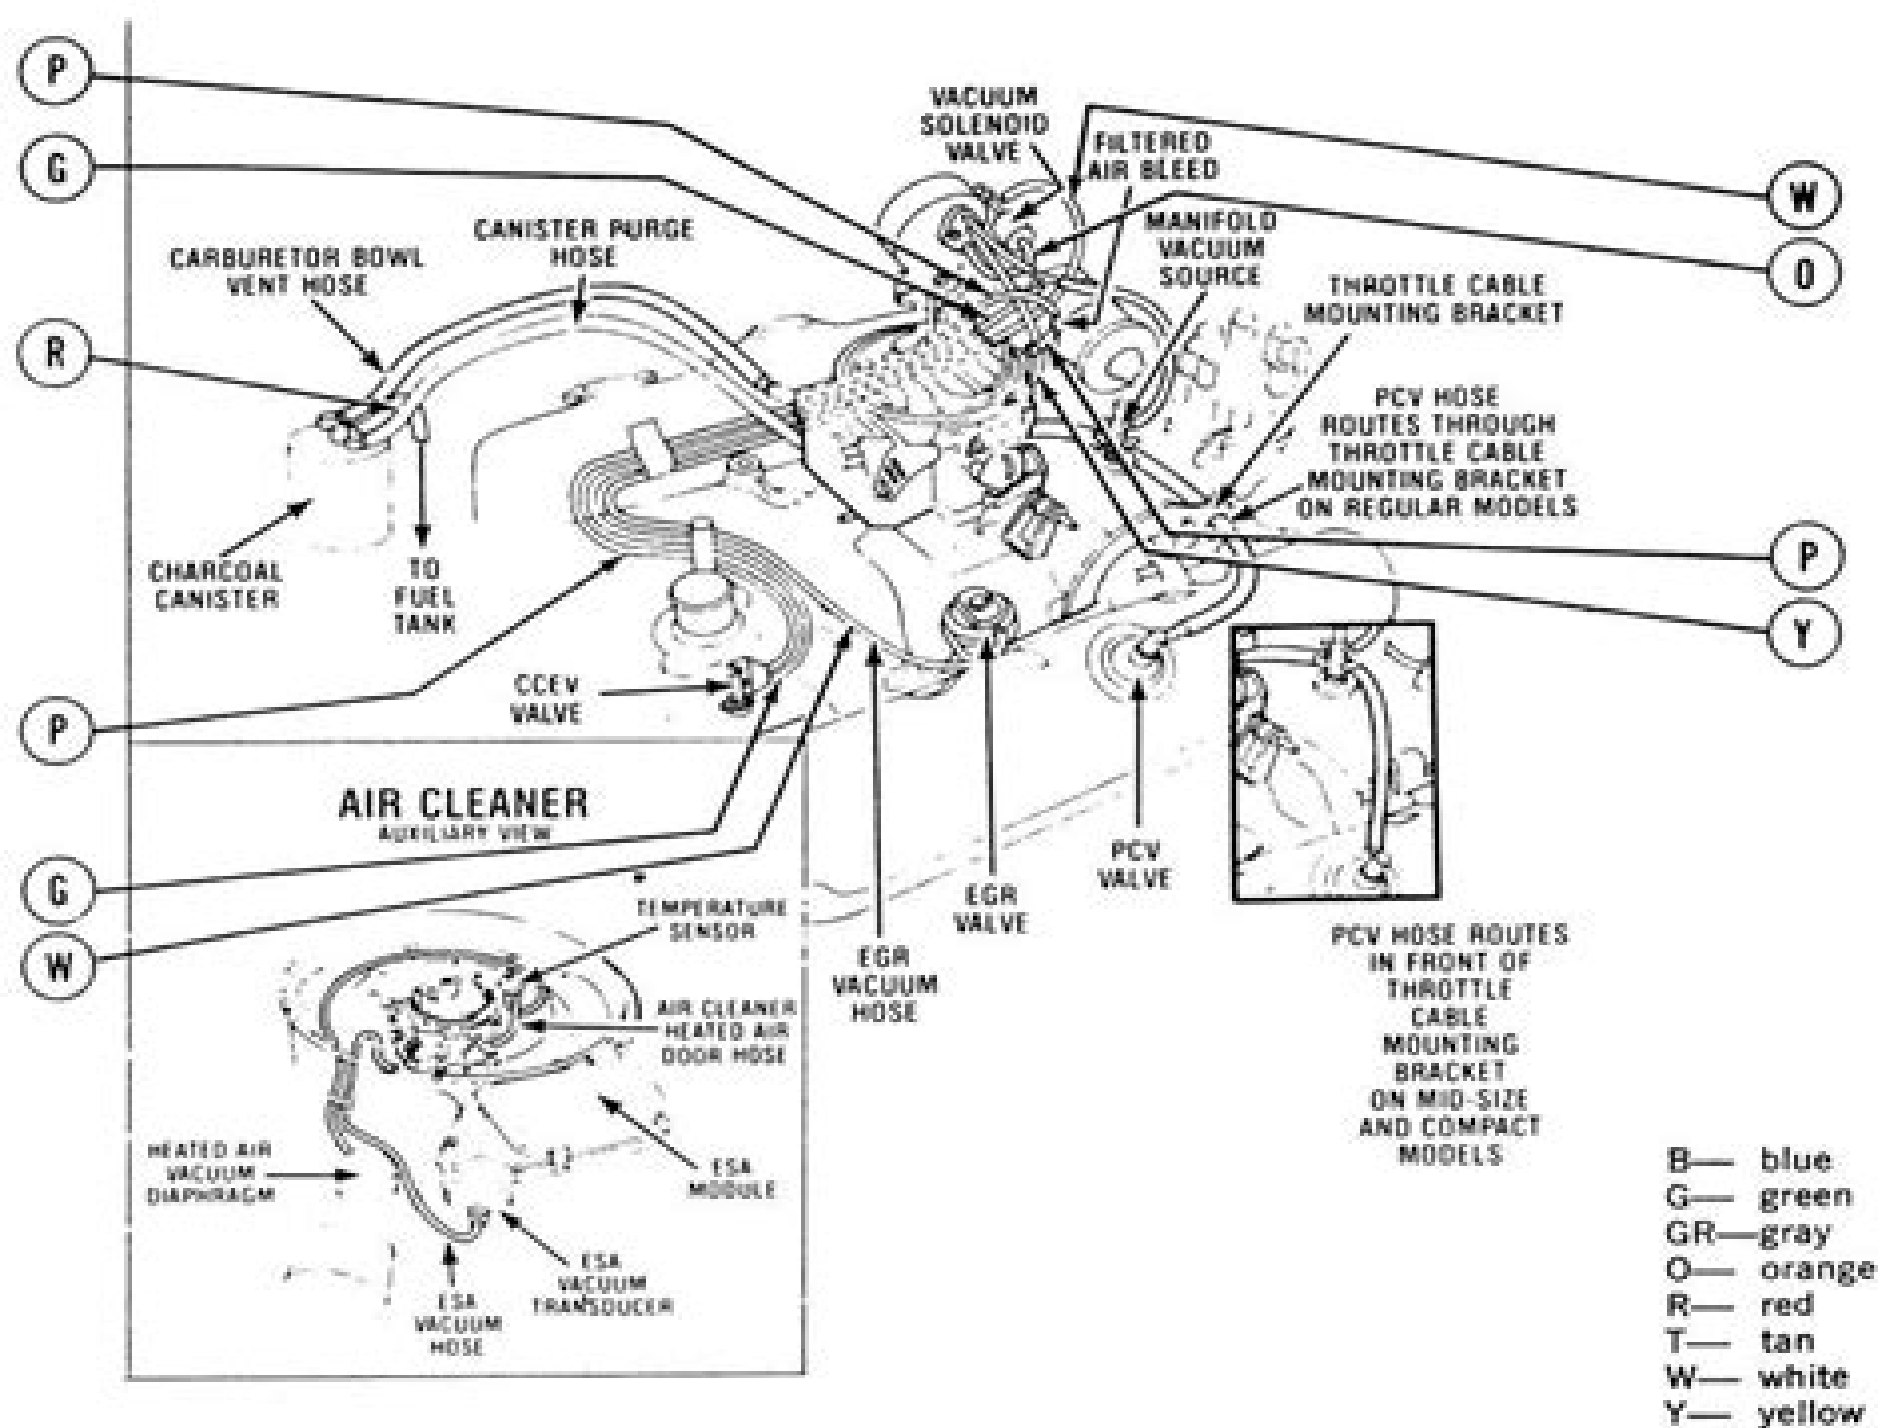 P
G
R
P
G
W
W
O
P
Y
VACUUM
SOLENOID
VALVE
FILTERED
AIR BLEED
MANIFOLD
VACUUM
SOURCE
CANISTER PURGE
HOSE
CARBURETOR BOWL
VENT HOSE
THROTTLE CABLE
MOUNTING BRACKET
PCV HOSE
ROUTES THROUGH
THROTTLE CABLE
MOUNTING BRACKET
ON REGULAR MODELS
CHARCOAL
CANISTER
TO
FUEL
TANK
CCEV
VALVE
AIR CLEANER
AUXILIARY VIEW
TEMPERATURE
SENSOR
AIR CLEANER
HEATED AIR
DOOR HOSE
HEATED AIR
VACUUM
DIAPHRAGM
ESA
MODULE
ESA
VACUUM
TRANSDUCER
ESA
VACUUM
HOSE
EGR
VACUUM
HOSE
EGR
VALVE
PCV
VALVE
PCV HOSE ROUTES
IN FRONT OF
THROTTLE
CABLE
MOUNTING
BRACKET
ON MID-SIZE
AND COMPACT
MODELS
B— blue
G— green
GR—gray
O— orange
R— red
T— tan
W— white
Y— yellow